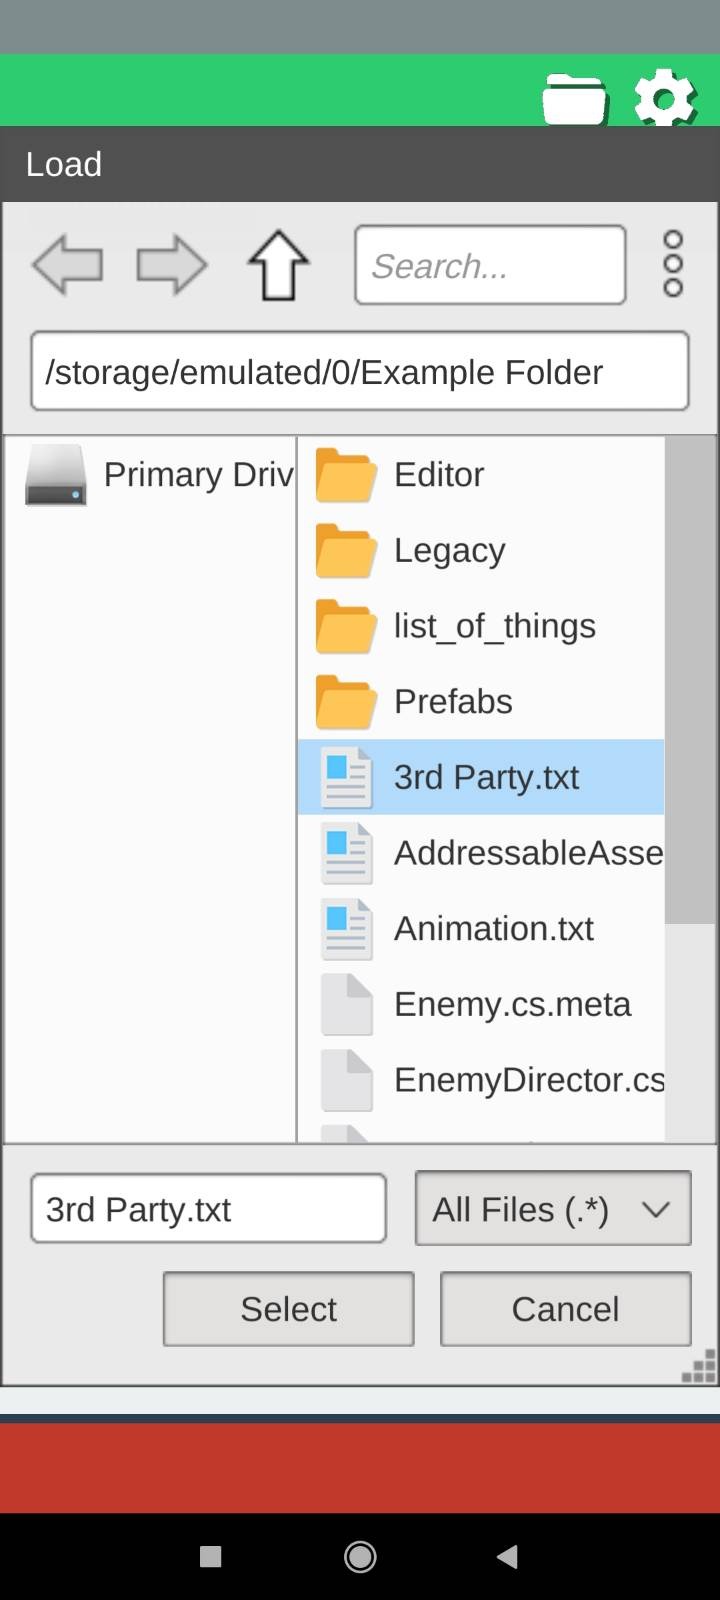 Load
Search...
/storage/emulated/0/Example Folder
Primary Driv
Editor
Legacy
list_of_things
Prefabs
3rd Party.txt
AddressableAsse
Animation.txt
Enemy.cs.meta
EnemyDirector.cs
3rd Party.txt
All Files (.*)
Select
Cancel